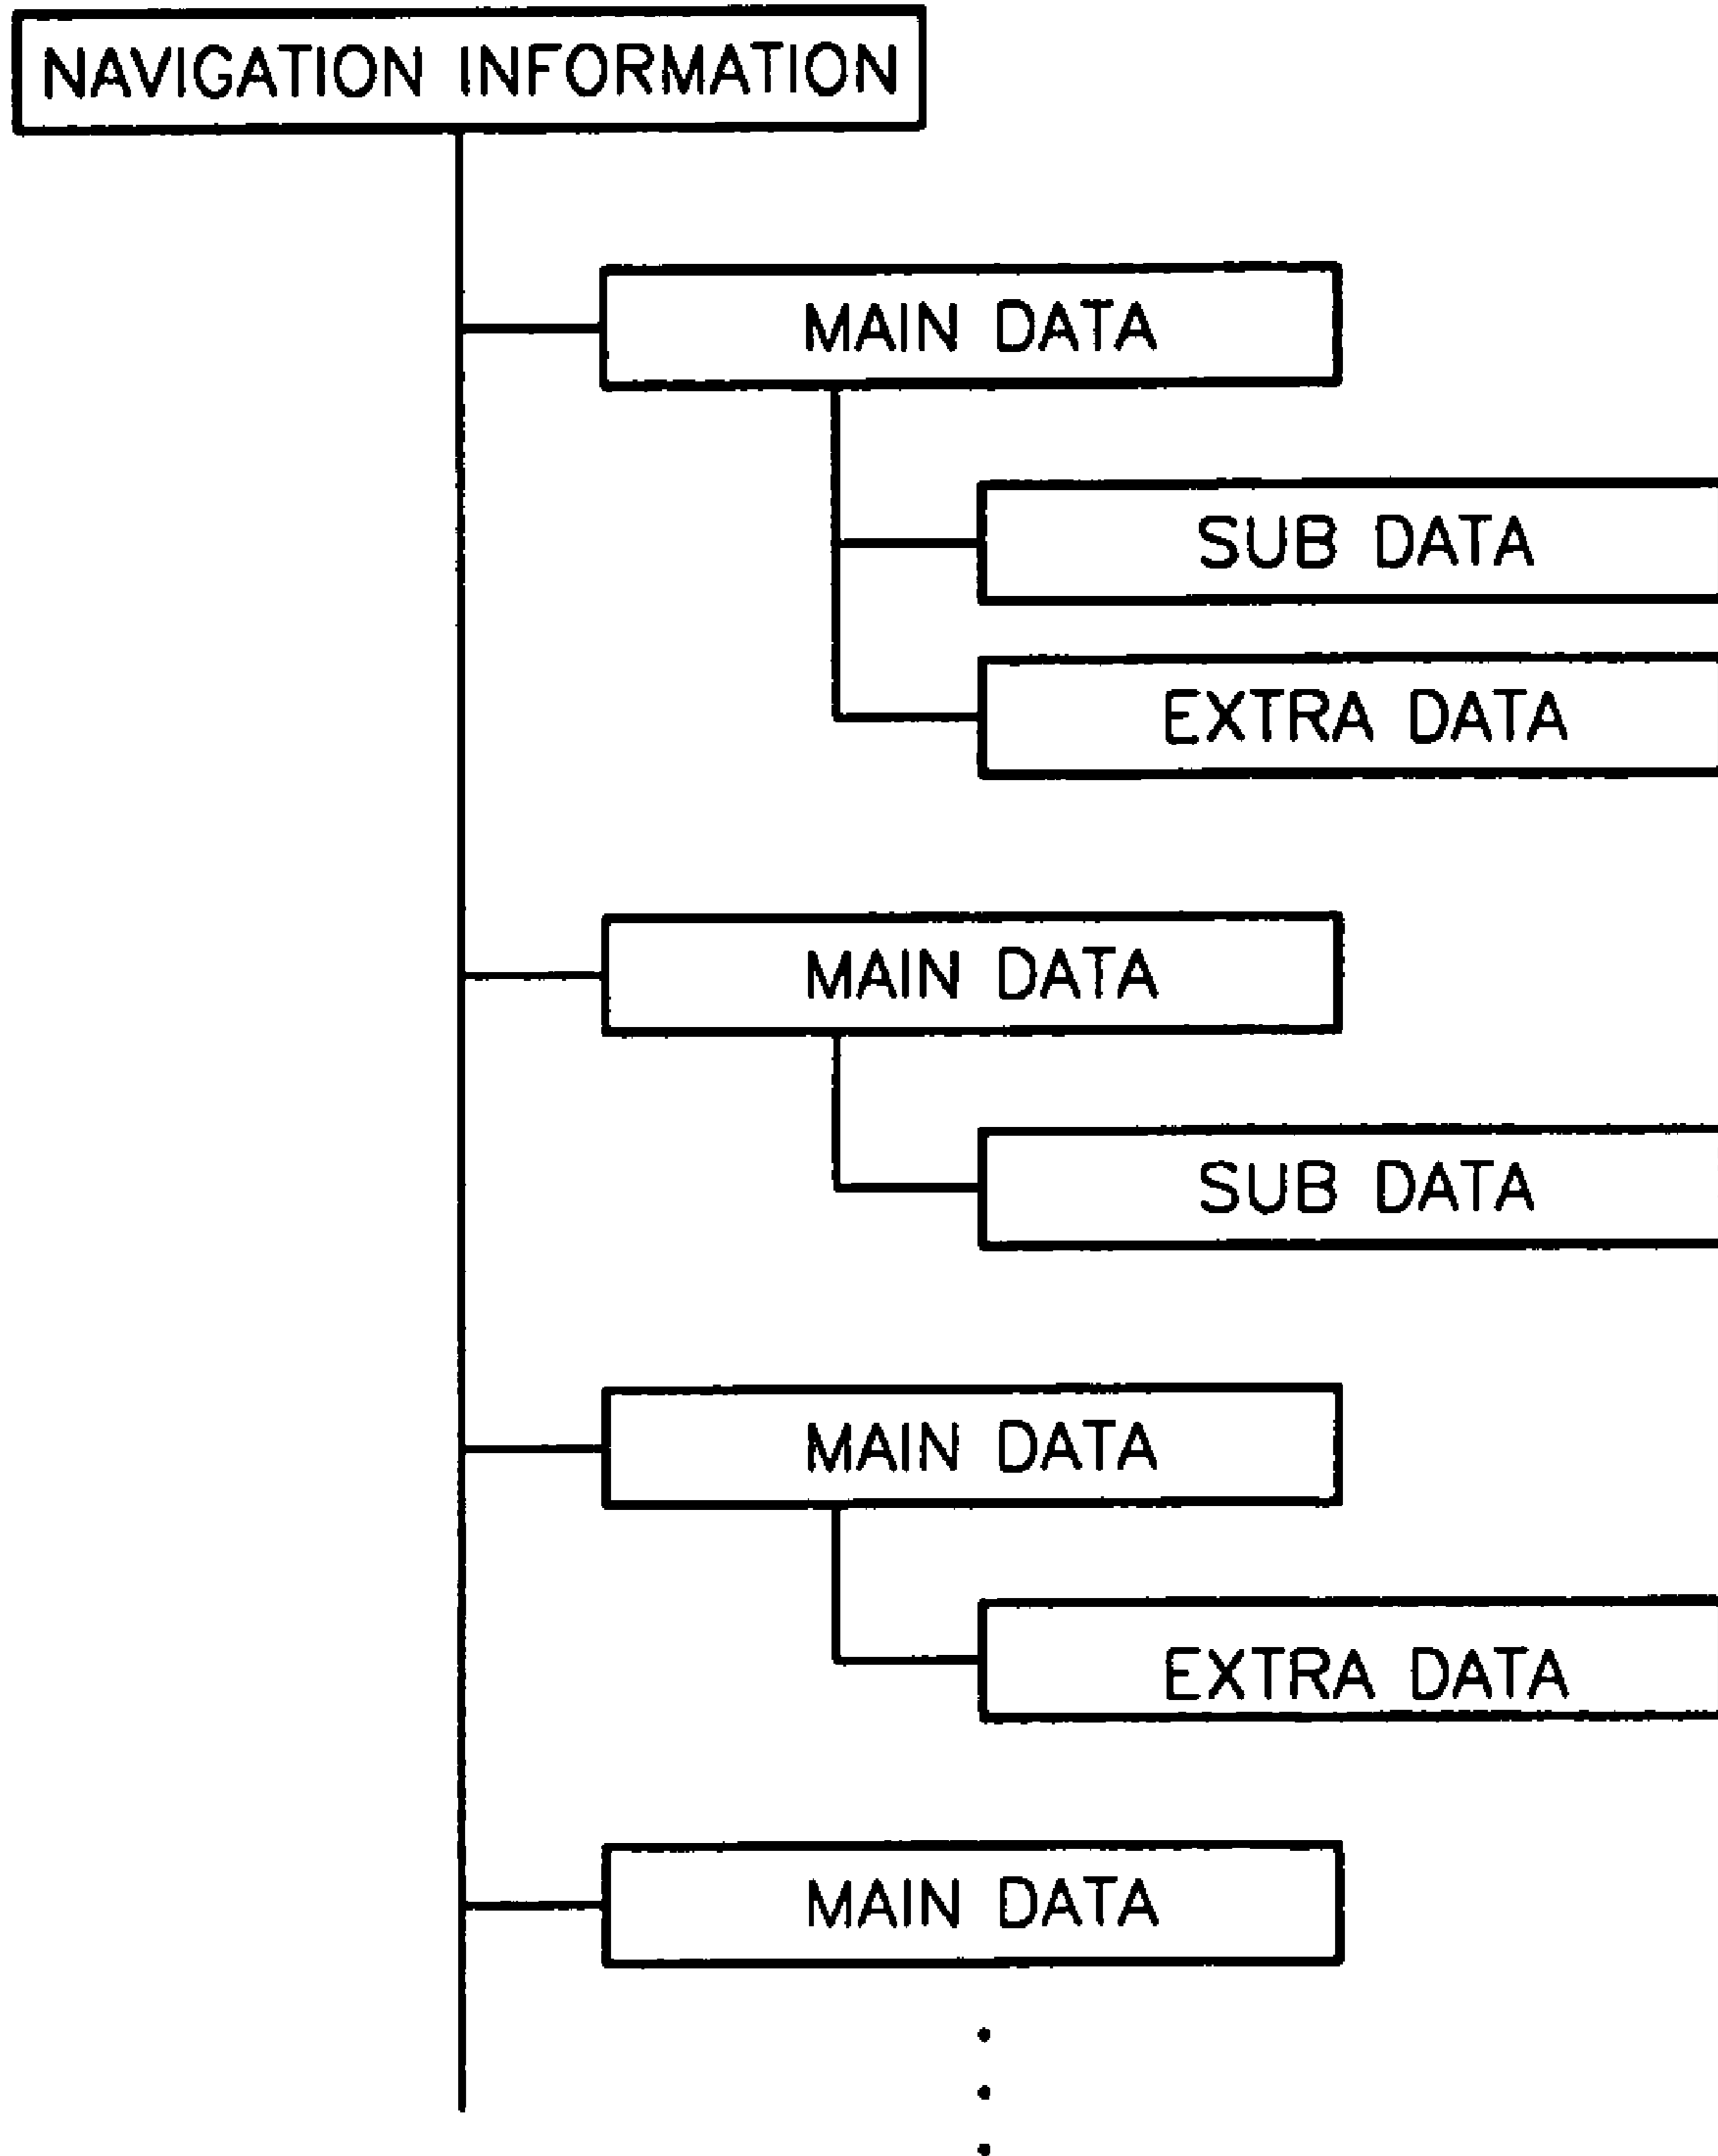 NAVIGATION INFORMATION
MAIN DATA
SUB DATA
EXTRA DATA
MAIN DATA
SUB DATA
MAIN DATA
EXTRA DATA
MAIN DATA